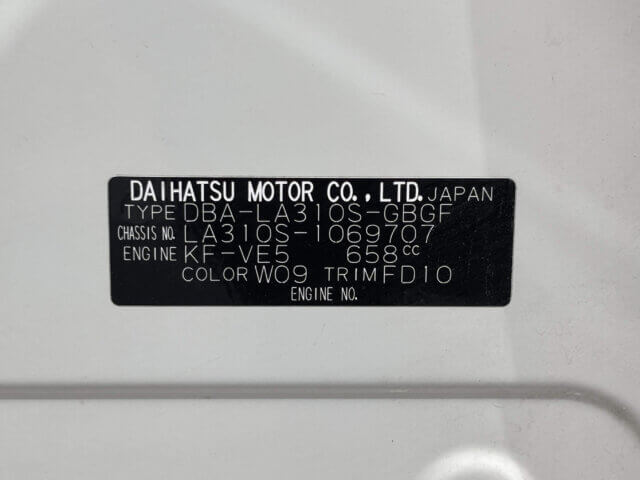 DAIHATSU MOTOR CO., LTD. JAPAN
TYPE DBA-LA310S-GBGF
CHASSIS NO. LA310S-1069707
ENGINE KF-VE5 658cc
COLOR W09 TRIM FD10
ENGINE NO.